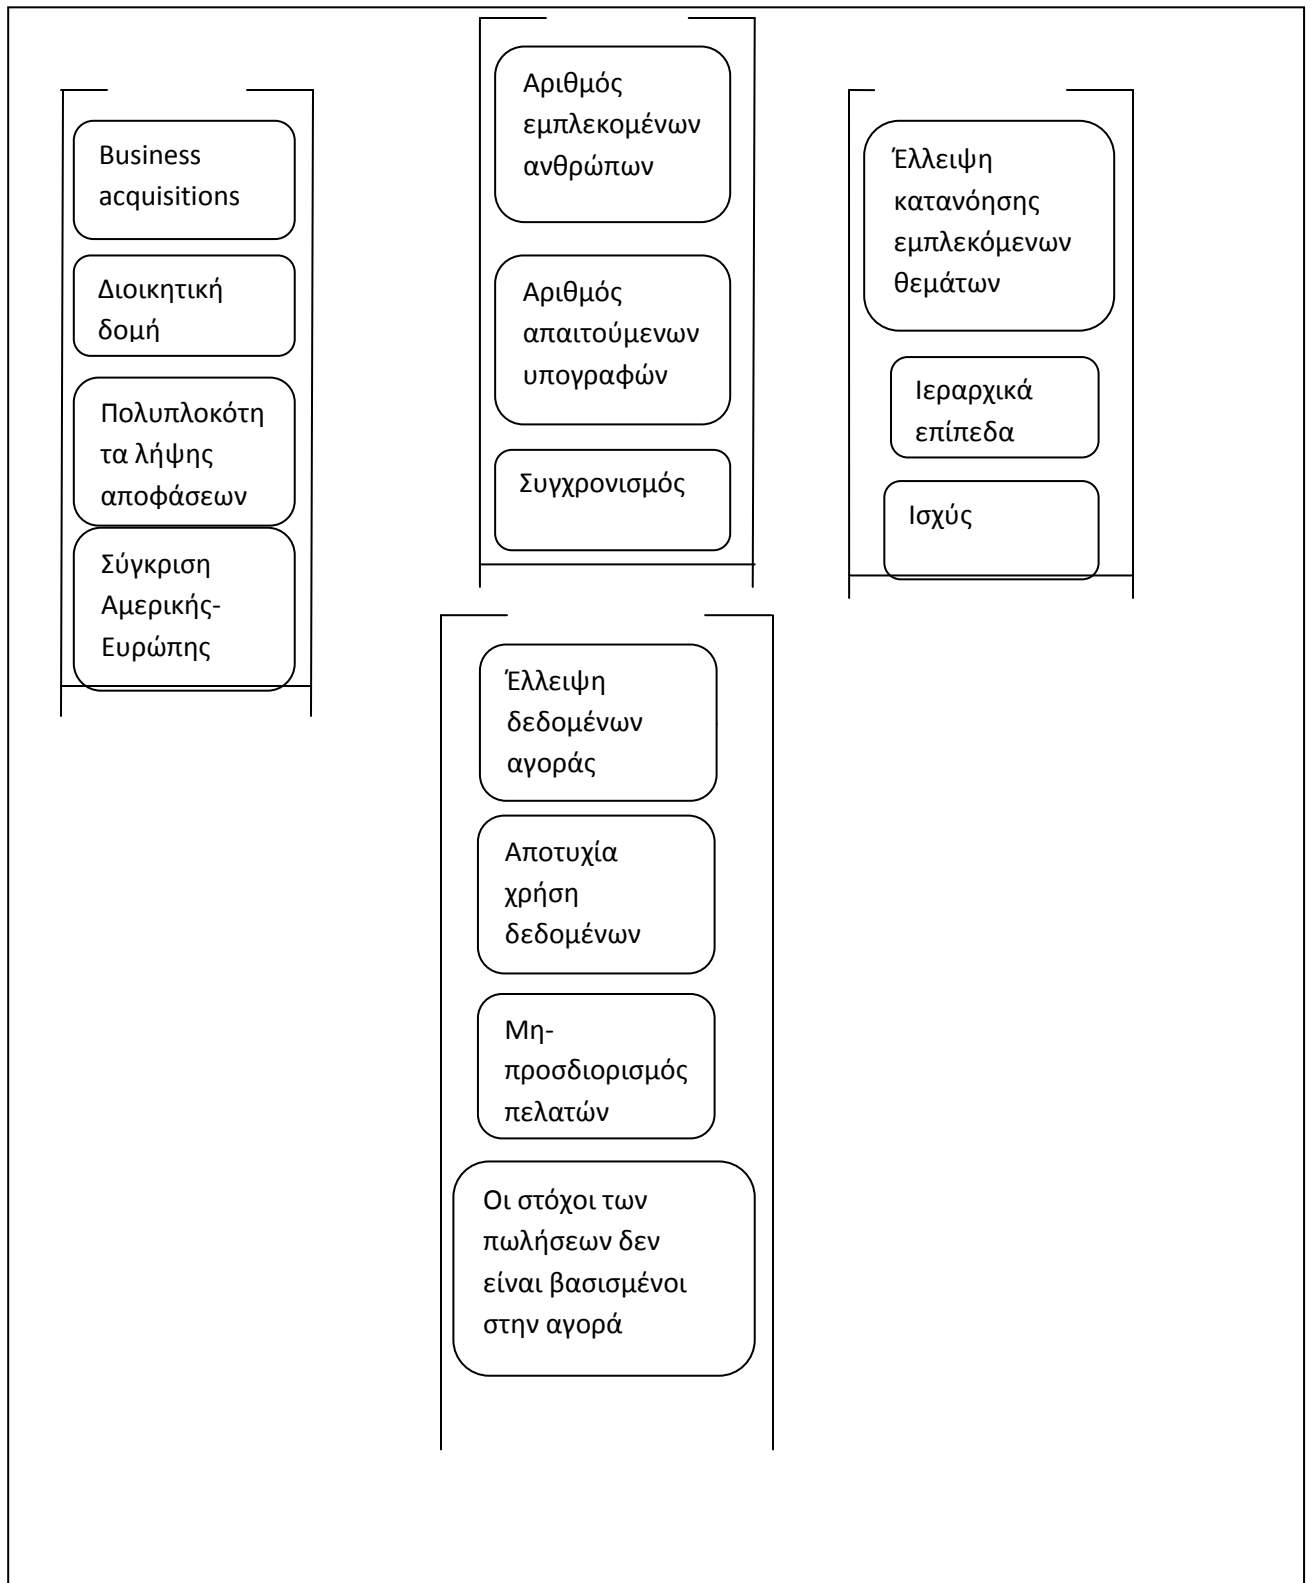 Business
acquisitions
Διοικητική
δομή
Πολυπλοκότη
τα λήψης
αποφάσεων
Σύγκριση
Αμερικής-
Ευρώπης
Αριθμός
εμπλεκομένων
ανθρώπων
Αριθμός
απαιτούμενων
υπογραφών
Συγχρονισμός
Έλλειψη
κατανόησης
εμπλεκόμενων
θεμάτων
Ιεραρχικά
επίπεδα
Ισχύς
Έλλειψη
δεδομένων
αγοράς
Αποτυχία
χρήση
δεδομένων
Μη-
προσδιορισμός
πελατών
Οι στόχοι των
πωλήσεων δεν
είναι βασισμένοι
στην αγορά